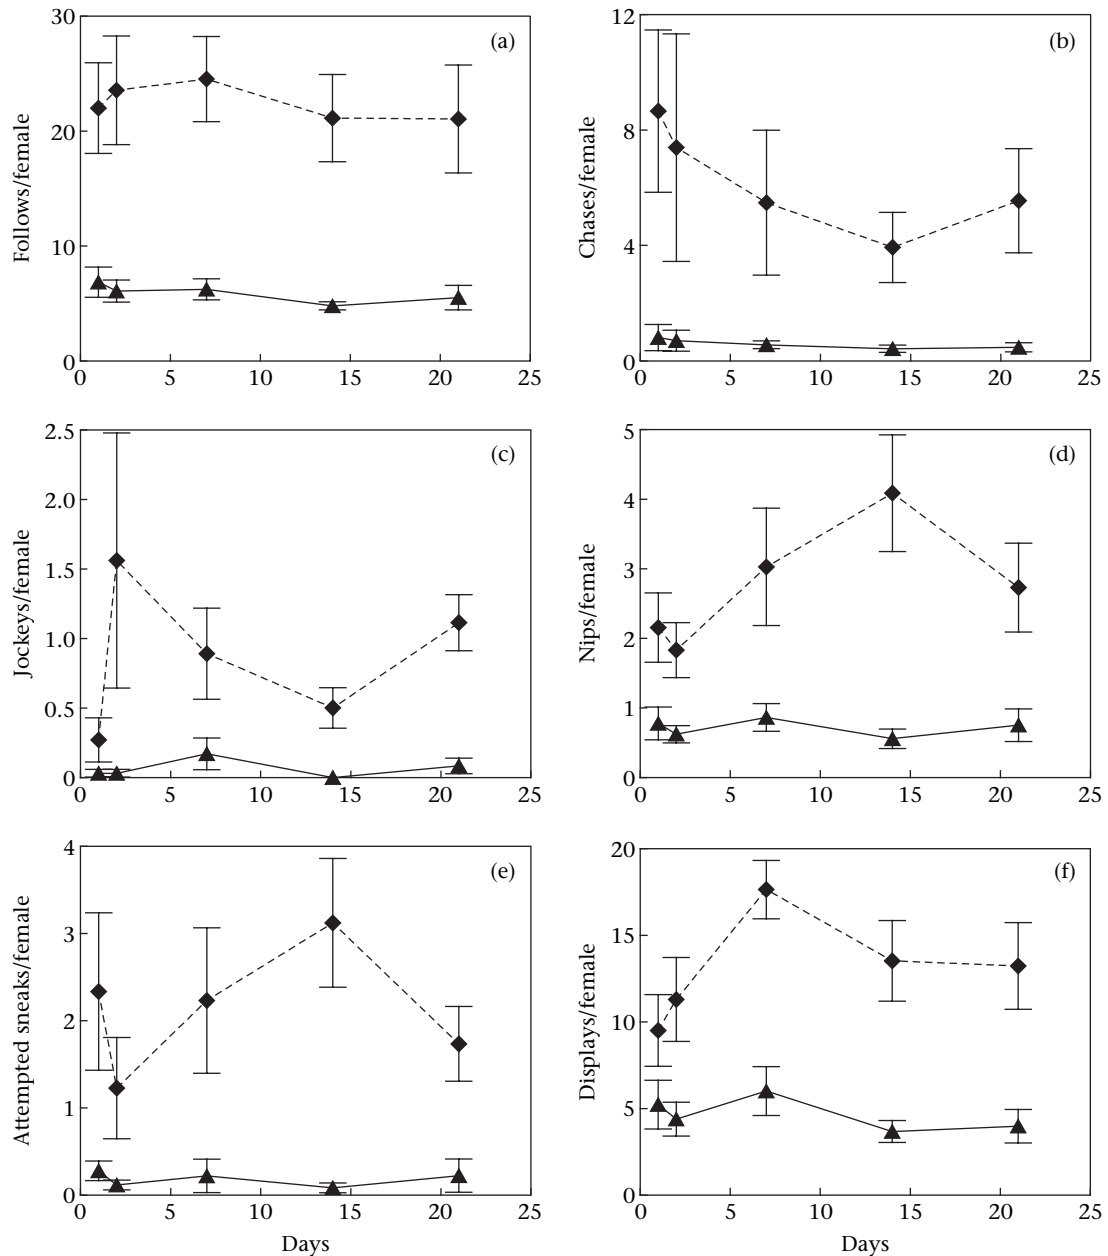 30
(a)
20
Follows/female
10
0
0 5 10 15 20 25
12
(b)
8
Chases/female
4
0
0 5 10 15 20 25
2.5
(c)
2.0
1.5
Jockeys/female
1.0
0.5
0
0 5 10 15 20 25
5
(d)
4
3
Nips/female
2
1
0
0 5 10 15 20 25
4
(e)
3
Attempted sneaks/female
2
1
0
0 5 10 15 20 25
Days
20
(f)
15
Displays/female
10
5
0
0 5 10 15 20 25
Days